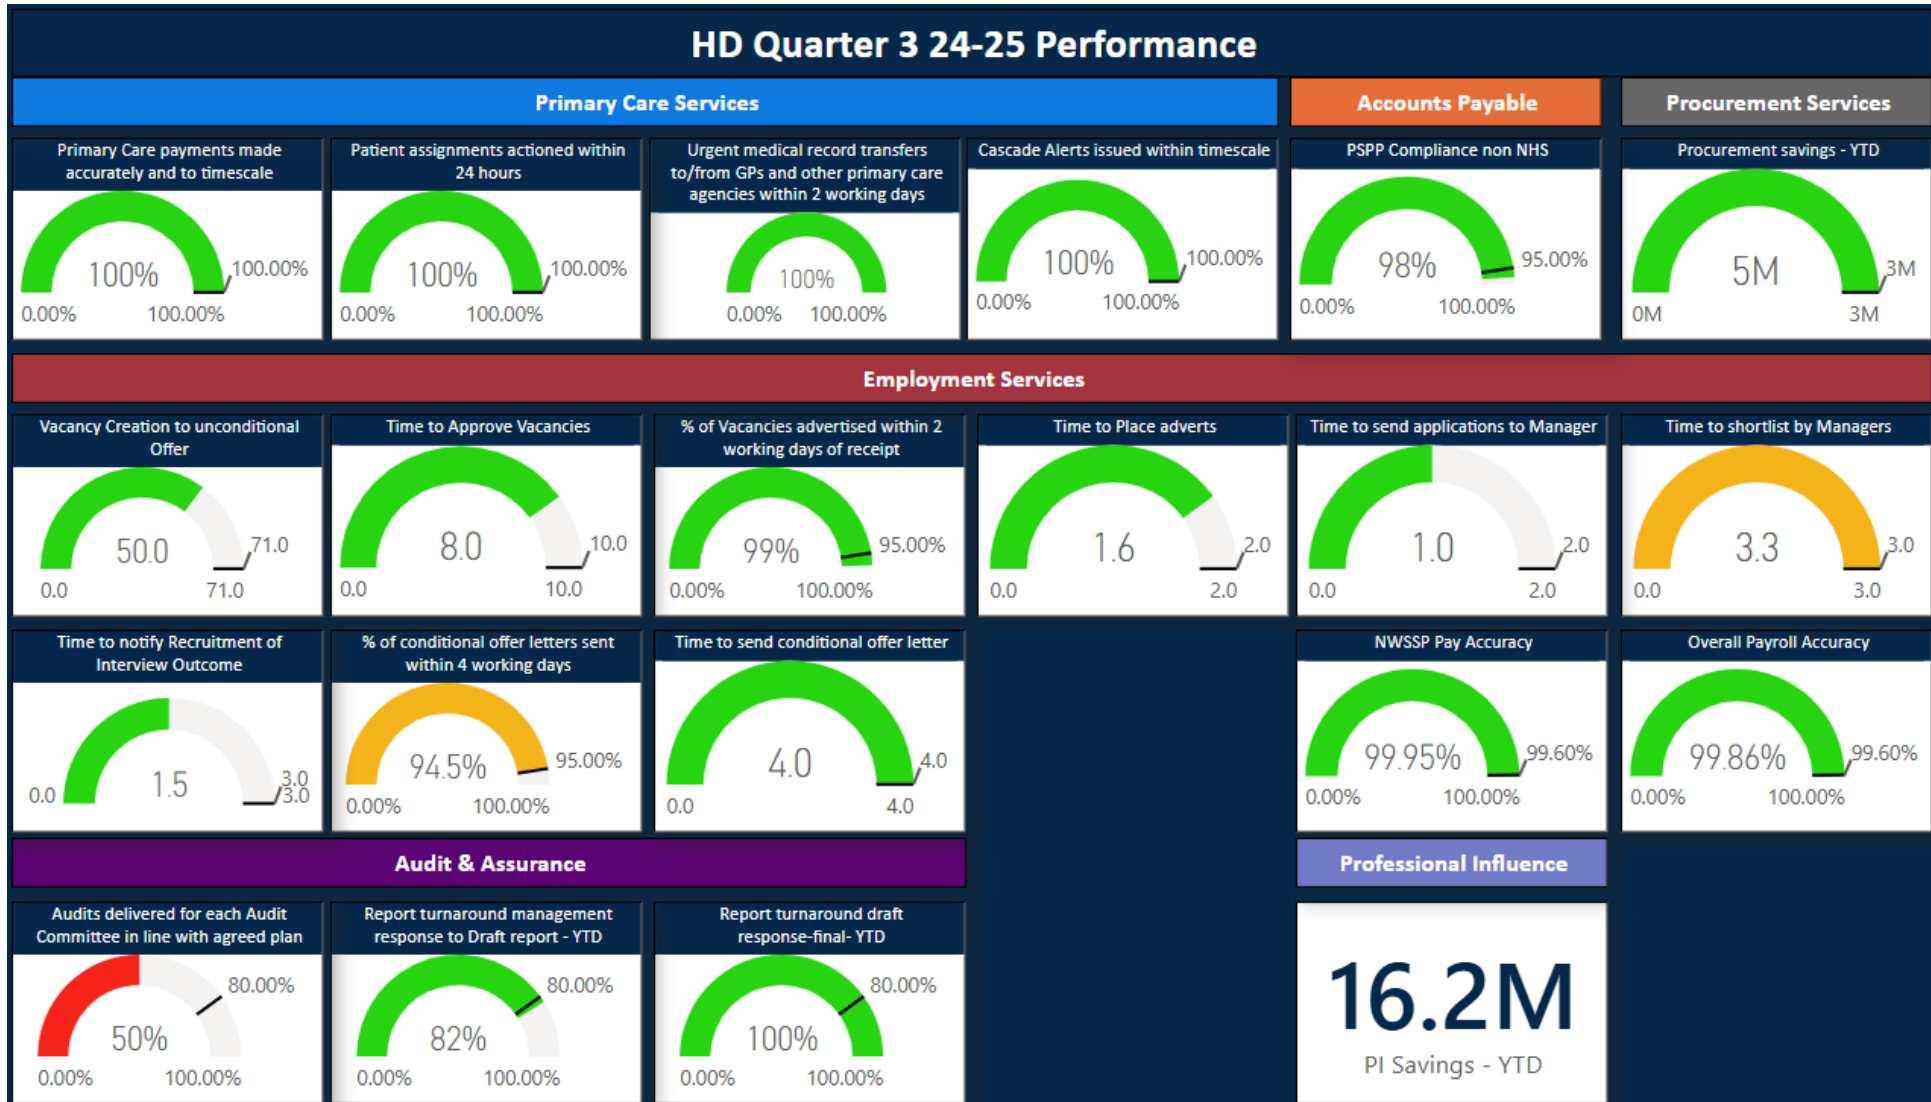 HD Quarter 3 24-25 Performance
Primary Care Services
Accounts Payable
Procurement Services
Primary Care payments made
accurately and to timescale
100%
100.00%
0.00%
100.00%
Patient assignments actioned within
24 hours
100%
100.00%
0.00%
100.00%
Urgent medical record transfers
to/from GPs and other primary care
agencies within 2 working days
100%
0.00%
100.00%
Cascade Alerts issued within timescale
100%
100.00%
0.00%
100.00%
PSPP Compliance non NHS
98%
95.00%
0.00%
100.00%
Procurement savings - YTD
5M
3M
0M
3M
Employment Services
Vacancy Creation to unconditional
Offer
50.0
71.0
0.0
71.0
Time to Approve Vacancies
8.0
10.0
0.0
10.0
% of Vacancies advertised within 2
working days of receipt
99%
95.00%
0.00%
100.00%
Time to Place adverts
1.6
2.0
0.0
2.0
Time to send applications to Manager
1.0
2.0
0.0
2.0
Time to shortlist by Managers
3.3
3.0
0.0
3.0
Time to notify Recruitment of
Interview Outcome
1.5
3.0
0.0
3.0
% of conditional offer letters sent
within 4 working days
94.5%
95.00%
0.00%
100.00%
Time to send conditional offer letter
4.0
4.0
0.0
4.0
NWSSP Pay Accuracy
99.95%
99.60%
0.00%
100.00%
Overall Payroll Accuracy
99.86%
99.60%
0.00%
100.00%
Audit & Assurance
Professional Influence
Audits delivered for each Audit
Committee in line with agreed plan
80.00%
50%
0.00%
100.00%
Report turnaround management
response to Draft report - YTD
80.00%
82%
0.00%
100.00%
Report turnaround draft
response-final- YTD
80.00%
100%
0.00%
100.00%
16.2M
PI Savings - YTD